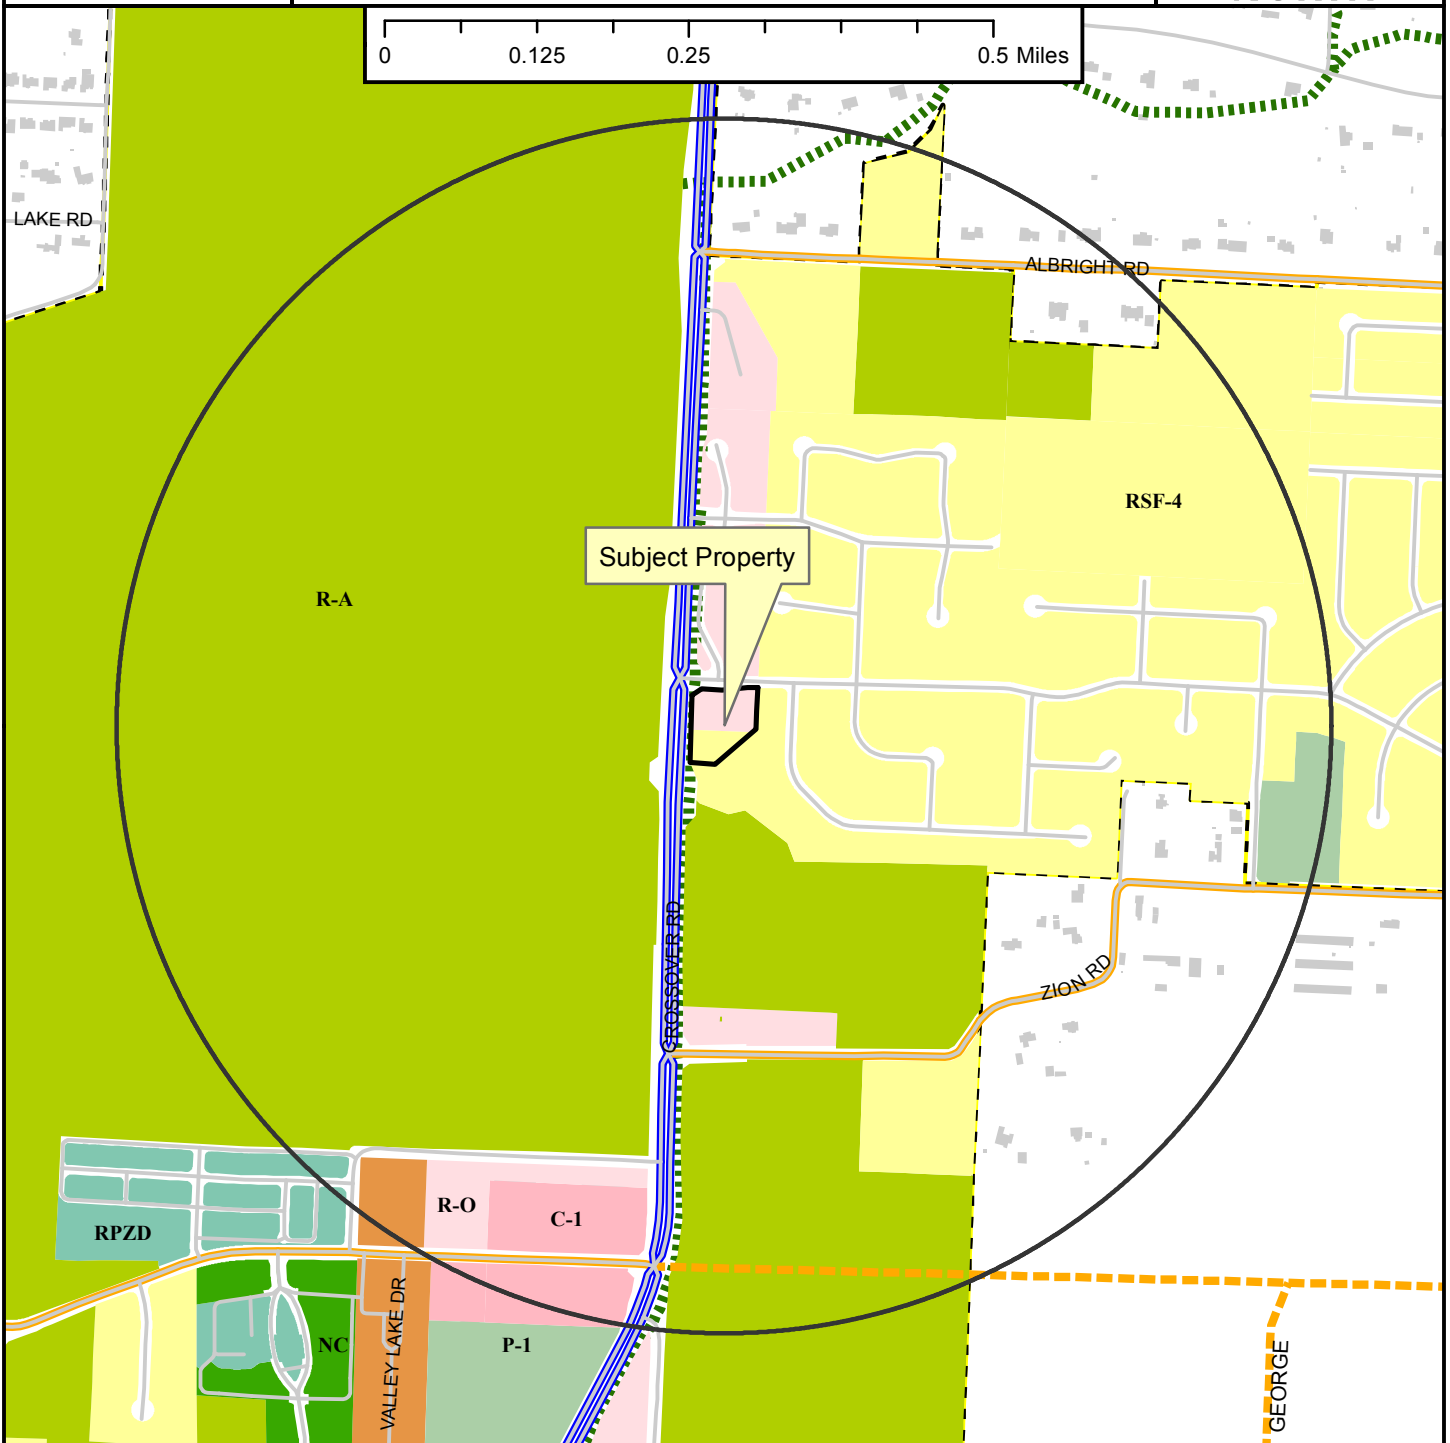 0 0.125 0.25 0.5 Miles
LAKE RD
ALBRIGHT RD
RSF-4
Subject Property
R-A
CROSSOVER RD
ZION RD
R-O
C-1
RPZD
VALLEY LAKE DR
NC
P-1
GEORGE